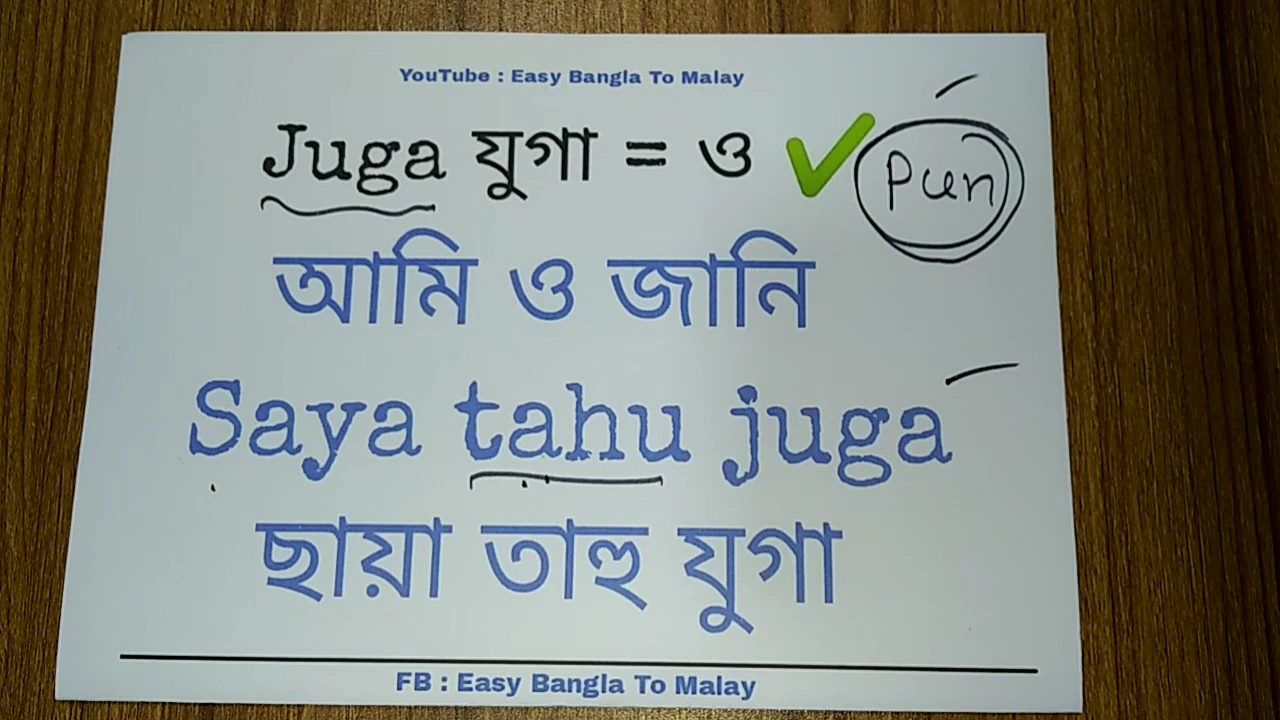 YouTube : Easy Bangla To Malay
Juga যুগা = ও ✔ Pun
আমি ও জানি
Saya tahu juga
ছায়া তাহু যুগা
FB : Easy Bangla To Malay